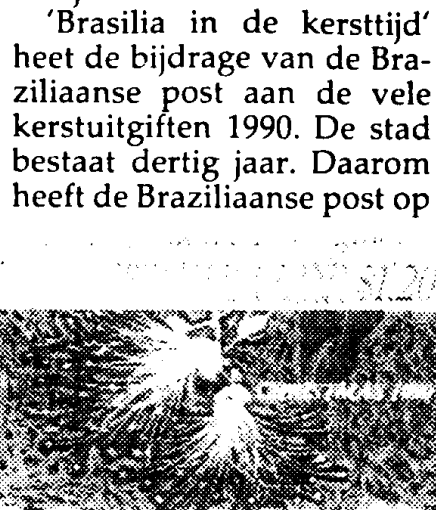 'Brasilia in de kersttijd'
heet de bijdrage van de Bra-
ziliaanse post aan de vele
kerstuitgiften 1990. De stad
bestaat dertig jaar. Daarom
heeft de Braziliaanse post op